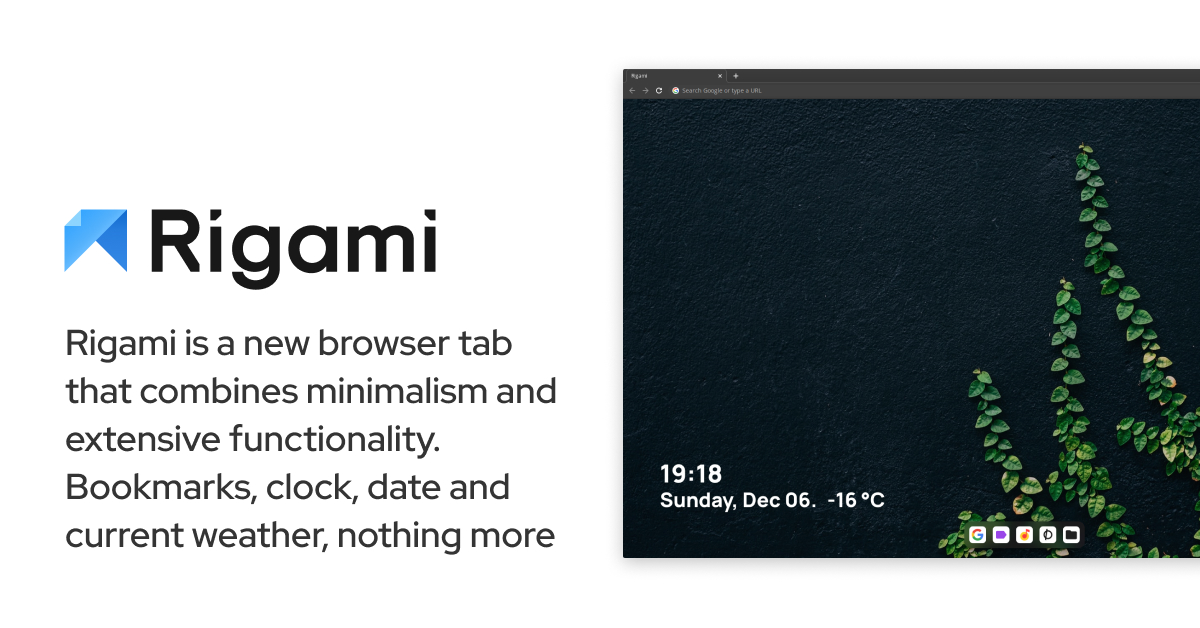 Rigami
Rigami is a new browser tab
that combines minimalism and
extensive functionality.
Bookmarks, clock, date and
current weather, nothing more
Rigami
Search Google or type a URL
19:18
Sunday, Dec 06. -16 °C